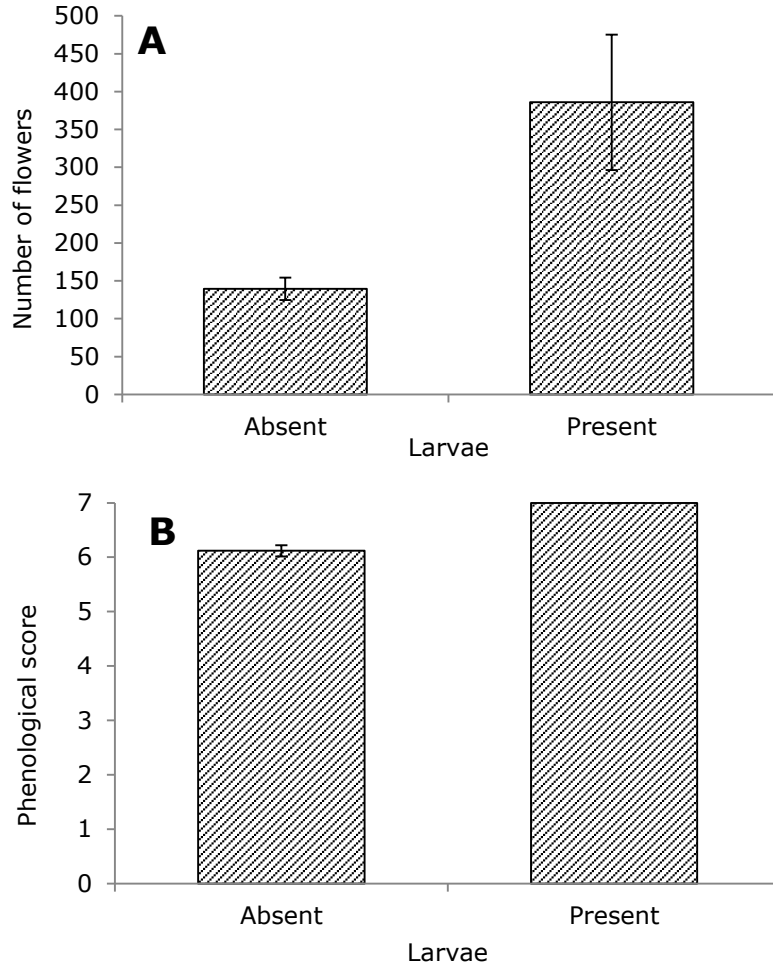 A
Number of flowers
500
450
400
350
300
250
200
150
100
50
0
Absent Present
Larvae
B
Phenological score
7
6
5
4
3
2
1
0
Absent Present
Larvae